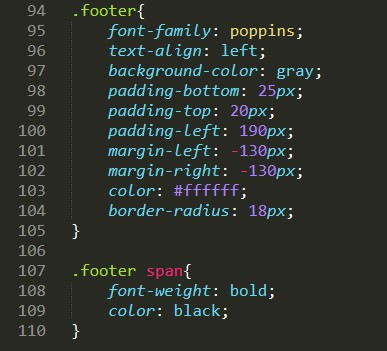 94 .footer{
95 font-family: poppins;
96 text-align: left;
97 background-color: gray;
98 padding-bottom: 25px;
99 padding-top: 20px;
100 padding-left: 190px;
101 margin-left: -130px;
102 margin-right: -130px;
103 color: #ffffff;
104 border-radius: 18px;
105 }
106
107 .footer span{
108 font-weight: bold;
109 color: black;
110 }